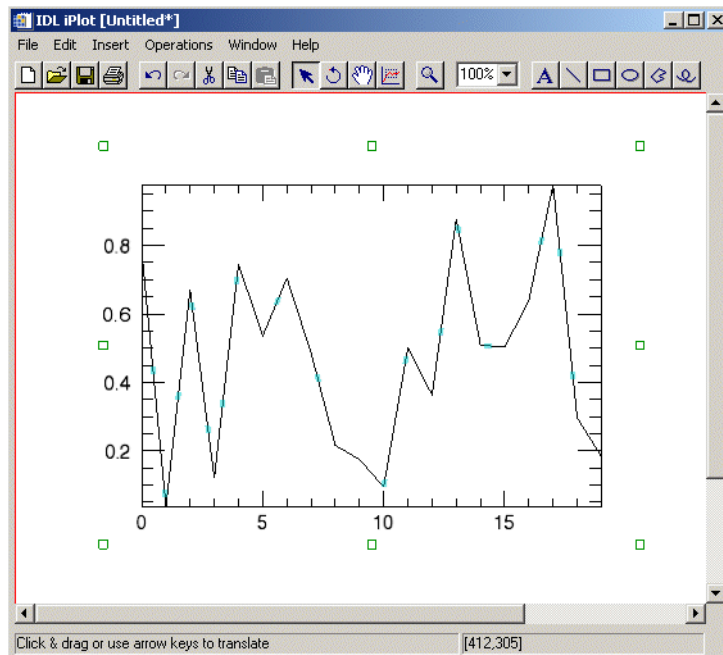 IDL iPlot [Untitled*]
File Edit Insert Operations Window Help
100% A
0.8
0.6
0.4
0.2
0 5 10 15
Click & drag or use arrow keys to translate [412,305]